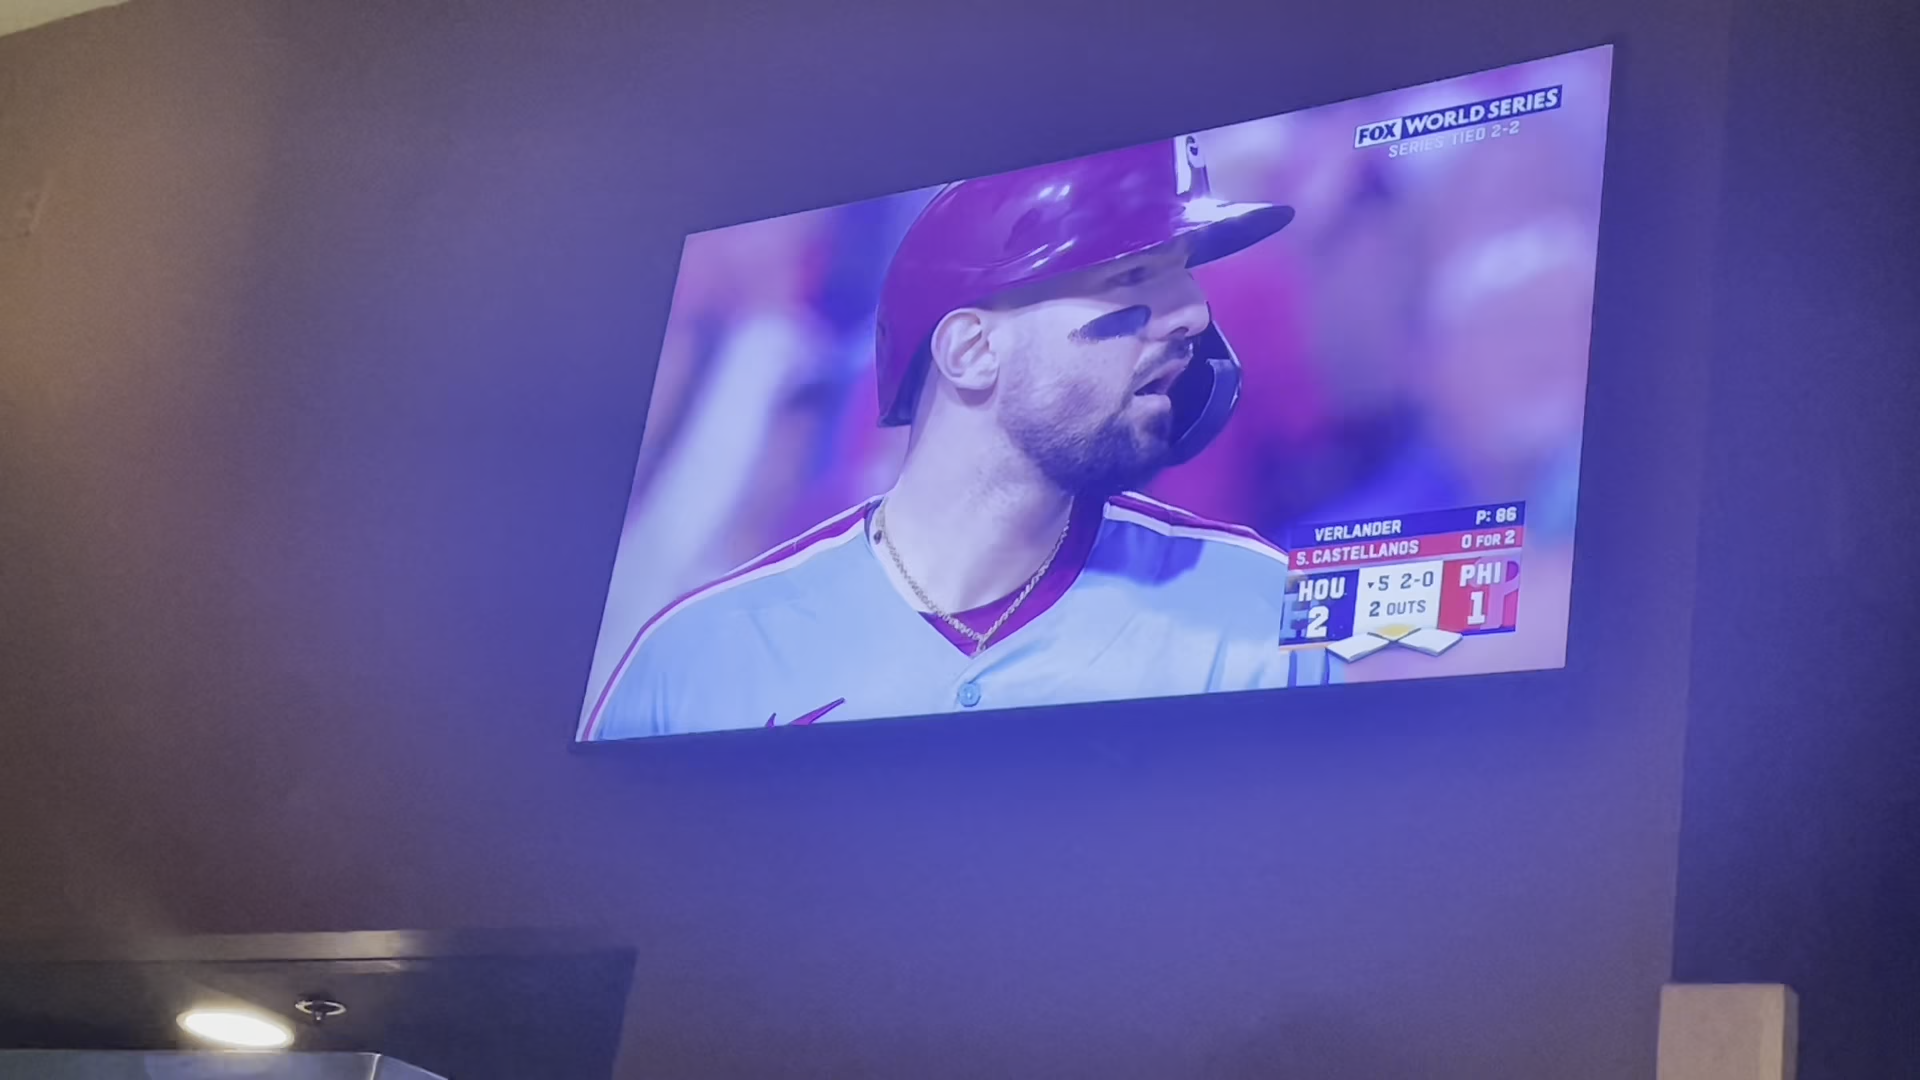 FOX WORLD SERIES
SERIES TIED 2-2
VERLANDER P: 86
5. CASTELLANOS 0 FOR 2
HOU 2
▾5 2-0
2 OUTS
PHI 1